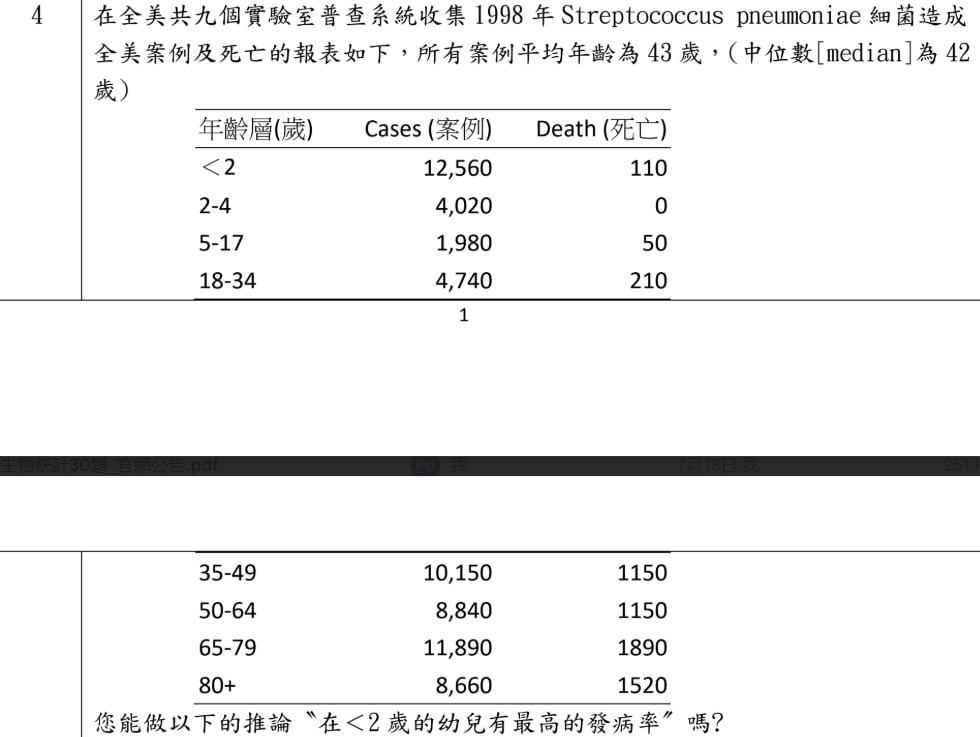 4 在全美共九個實驗室普查系統收集 1998 年 Streptococcus pneumoniae 細菌造成
全美案例及死亡的報表如下，所有案例平均年齡為 43 歲，(中位數[median]為 42
歲)
年齡層(歲) Cases (案例) Death (死亡)
＜2 12,560 110
2-4 4,020 0
5-17 1,980 50
18-34 4,740 210
1
生物統計30題_官網公告.pdf Po 我 7月18日 我 251
35-49 10,150 1150
50-64 8,840 1150
65-79 11,890 1890
80+ 8,660 1520
您能做以下的推論〝在＜2 歲的幼兒有最高的發病率〞嗎?